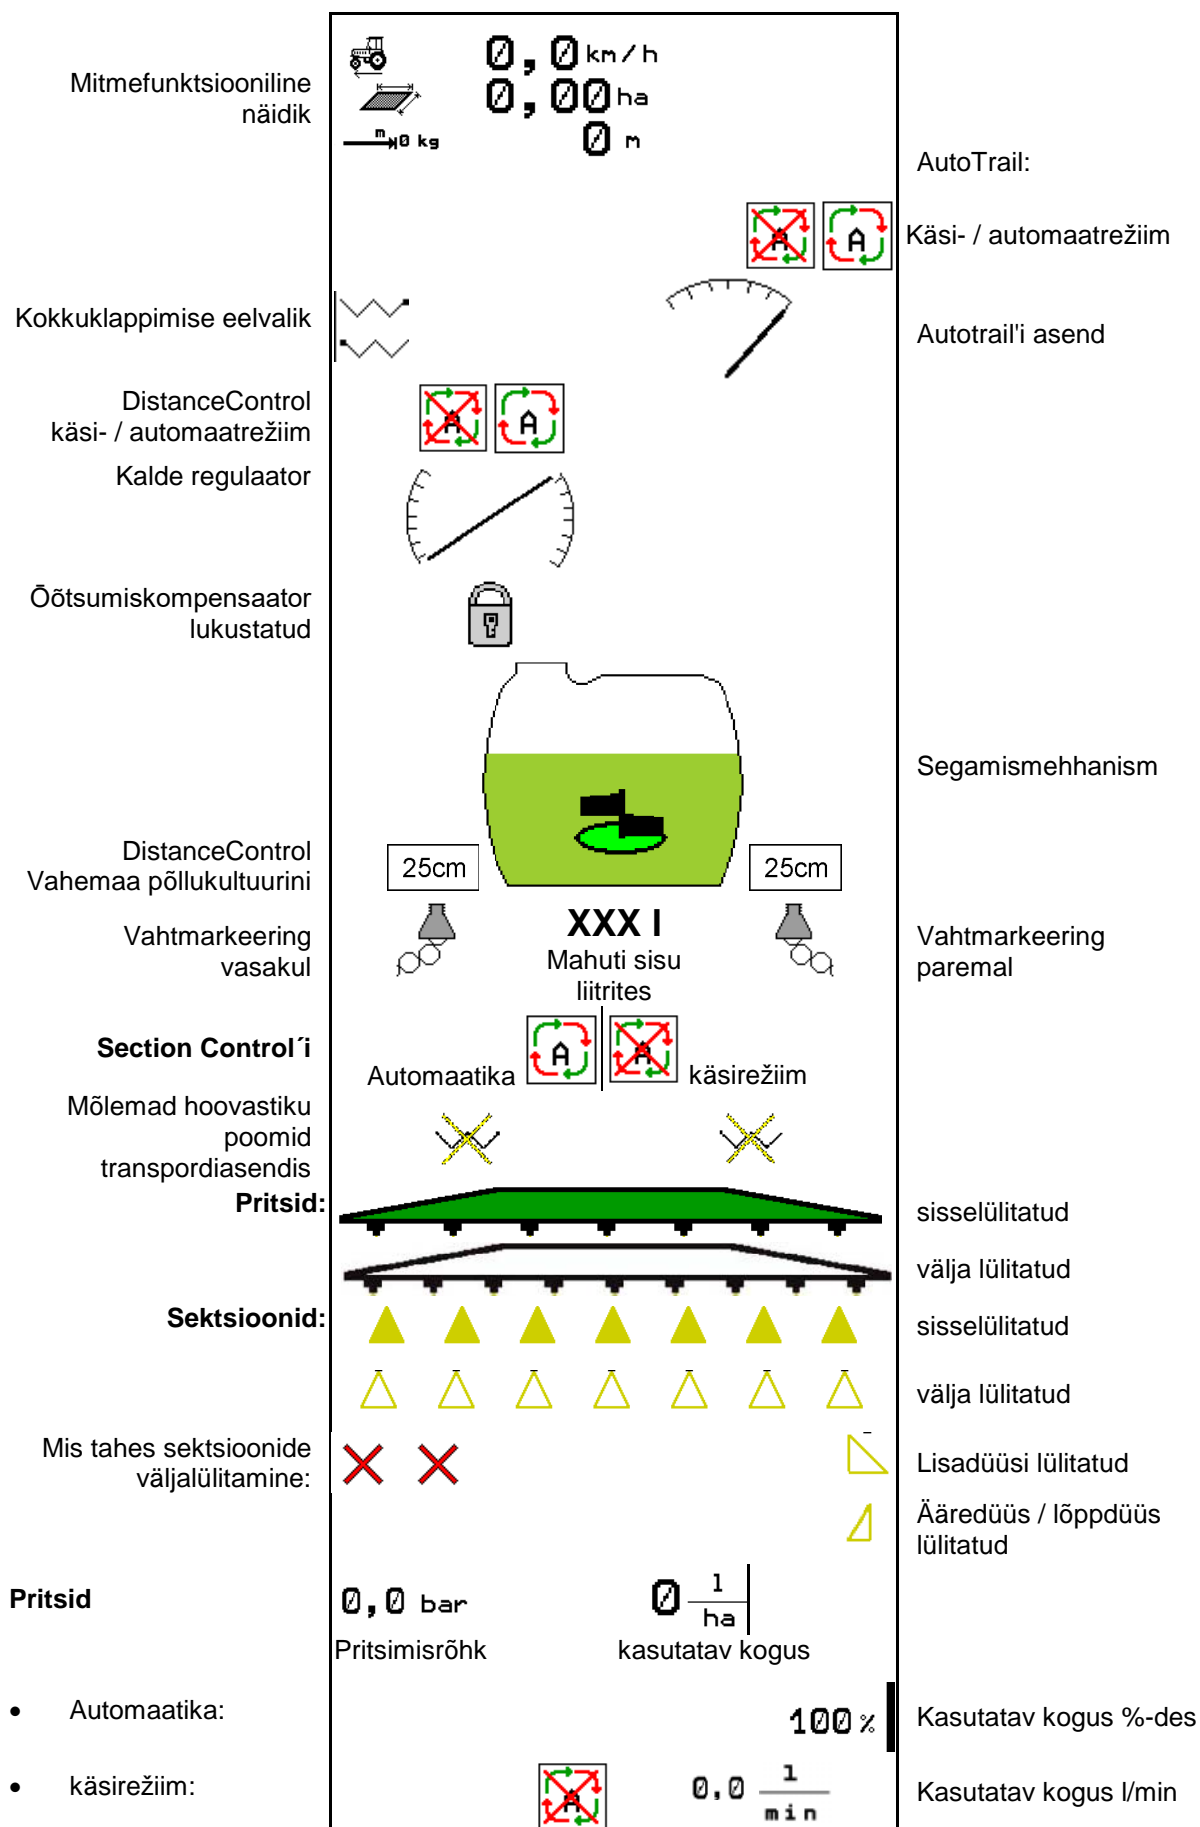 Mitmefunktsiooniline
näidik
0,0 km/h
0,00 ha
m 0 kg 0 m
AutoTrail:
A A
Käsi- / automaatrežiim
Kokkuklappimise eelvalik
Autotrail'i asend
DistanceControl
käsi- / automaatrežiim
A A
Kalde regulaator
Õõtsumiskompensaator
lukustatud
Segamismehhanism
DistanceControl
Vahemaa põllukultuurini
25cm 25cm
Vahtmarkeering
vasakul
XXX l
Mahuti sisu
liitrites
Vahtmarkeering
paremal
Section Control´i
Automaatika A A käsirežiim
Mõlemad hoovastiku
poomid
transpordiasendis
Pritsid:
sisselülitatud
välja lülitatud
Sektsioonid:
sisselülitatud
välja lülitatud
Mis tahes sektsioonide
väljalülitamine:
Lisadüüsi lülitatud
Ääredüüs / lõppdüüs
lülitatud
Pritsid
0,0 bar 0 l/ha
Pritsimisrõhk kasutatav kogus
• Automaatika: 100% Kasutatav kogus %-des
• käsirežiim: A 0,0 l/min Kasutatav kogus l/min